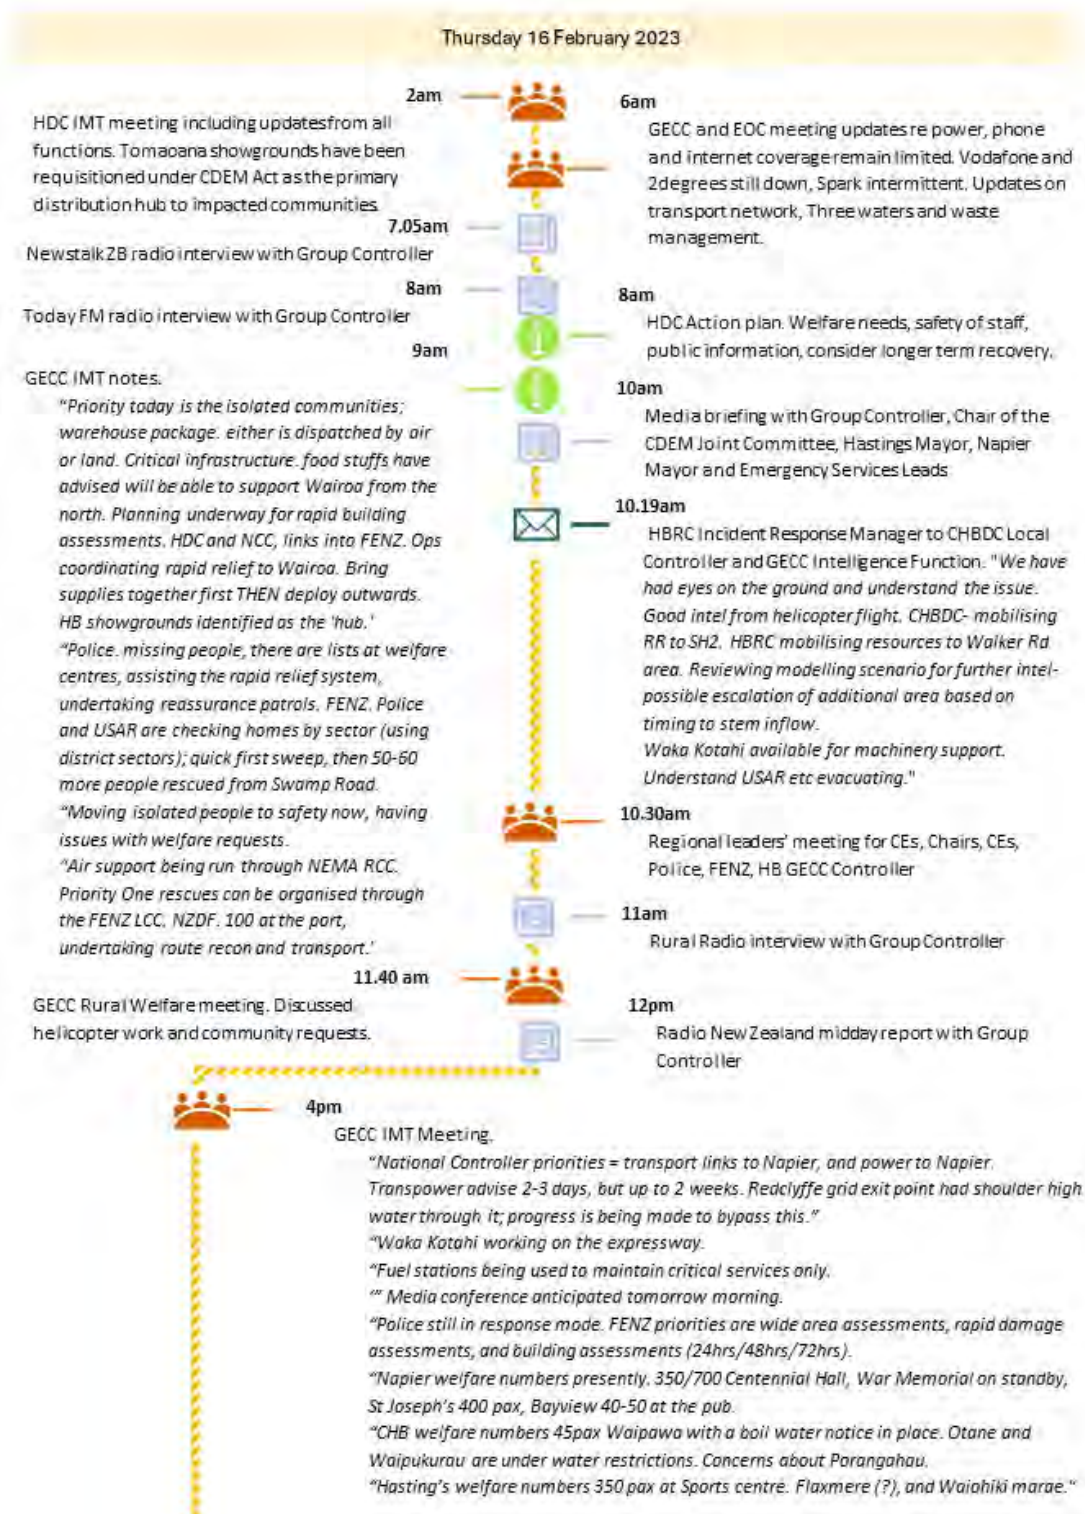 Thursday 16 February 2023
2am
HDC IMT meeting including updates from all
functions. Tomaoana showgrounds have been
requisitioned under CDEM Act as the primary
distribution hub to impacted communities.
6am
GECC and EOC meeting updates re power, phone
and internet coverage remain limited. Vodafone and
2degrees still down, Spark intermittent. Updates on
transport network, Three waters and waste
management.
7.05am
Newstalk ZB radio interview with Group Controller
8am
Today FM radio interview with Group Controller
8am
HDC Action plan. Welfare needs, safety of staff,
public information, consider longer term recovery.
9am
GECC IMT notes.
"Priority today is the isolated communities;
warehouse package. either is dispatched by air
or land. Critical infrastructure. food stuffs have
advised will be able to support Wairoa from the
north. Planning underway for rapid building
assessments. HDC and NCC, links into FENZ. Ops
coordinating rapid relief to Wairoa. Bring
supplies together first THEN deploy outwards.
HB showgrounds identified as the 'hub.'
"Police. missing people, there are lists at welfare
centres, assisting the rapid relief system,
undertaking reassurance patrols. FENZ. Police
and USAR are checking homes by sector (using
district sectors); quick first sweep, then 50-60
more people rescued from Swamp Road.
"Moving isolated people to safety now, having
issues with welfare requests.
"Air support being run through NEMA RCC.
Priority One rescues can be organised through
the FENZ LCC. NZDF. 100 at the port,
undertaking route recon and transport.'
10am
Media briefing with Group Controller, Chair of the
CDEM Joint Committee, Hastings Mayor, Napier
Mayor and Emergency Services Leads
10.19am
HBRC Incident Response Manager to CHBDC Local
Controller and GECC Intelligence Function. "We have
had eyes on the ground and understand the issue.
Good intel from helicopter flight. CHBDC- mobilising
RR to SH2. HBRC mobilising resources to Walker Rd
area. Reviewing modelling scenario for further intel-
possible escalation of additional area based on
timing to stem inflow.
Waka Kotahi available for machinery support.
Understand USAR etc evacuating."
10.30am
Regional leaders' meeting for CEs, Chairs, CEs,
Police, FENZ, HB GECC Controller
11am
Rural Radio interview with Group Controller
11.40 am
GECC Rural Welfare meeting. Discussed
helicopter work and community requests.
12pm
Radio New Zealand midday report with Group
Controller
4pm
GECC IMT Meeting.
"National Controller priorities = transport links to Napier, and power to Napier.
Transpower advise 2-3 days, but up to 2 weeks. Redclyffe grid exit point had shoulder high
water through it; progress is being made to bypass this."
"Waka Kotahi working on the expressway.
"Fuel stations being used to maintain critical services only.
"" Media conference anticipated tomorrow morning.
"Police still in response mode. FENZ priorities are wide area assessments, rapid damage
assessments, and building assessments (24hrs/48hrs/72hrs).
"Napier welfare numbers presently. 350/700 Centennial Hall, War Memorial on standby,
St Joseph's 400 pax, Bayview 40-50 at the pub.
"CHB welfare numbers 45pax Waipawa with a boil water notice in place. Otane and
Waipukurau are under water restrictions. Concerns about Porangahau.
"Hasting's welfare numbers 350 pax at Sports centre. Flaxmere (?), and Waiohiki marae."